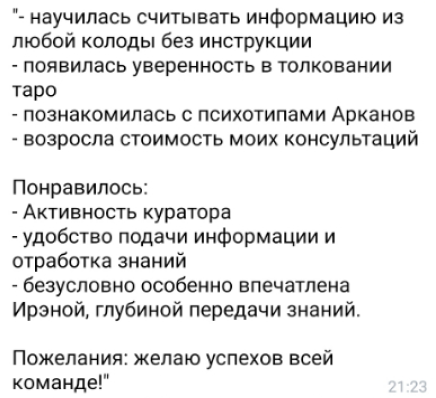 "- научилась считывать информацию из
любой колоды без инструкции
- появилась уверенность в толковании
таро
- познакомилась с психотипами Арканов
- возросла стоимость моих консультаций
Понравилось:
- Активность куратора
- удобство подачи информации и
отработка знаний
- безусловно особенно впечатлена
Ирэной, глубиной передачи знаний.
Пожелания: желаю успехов всей
команде!"
21:23